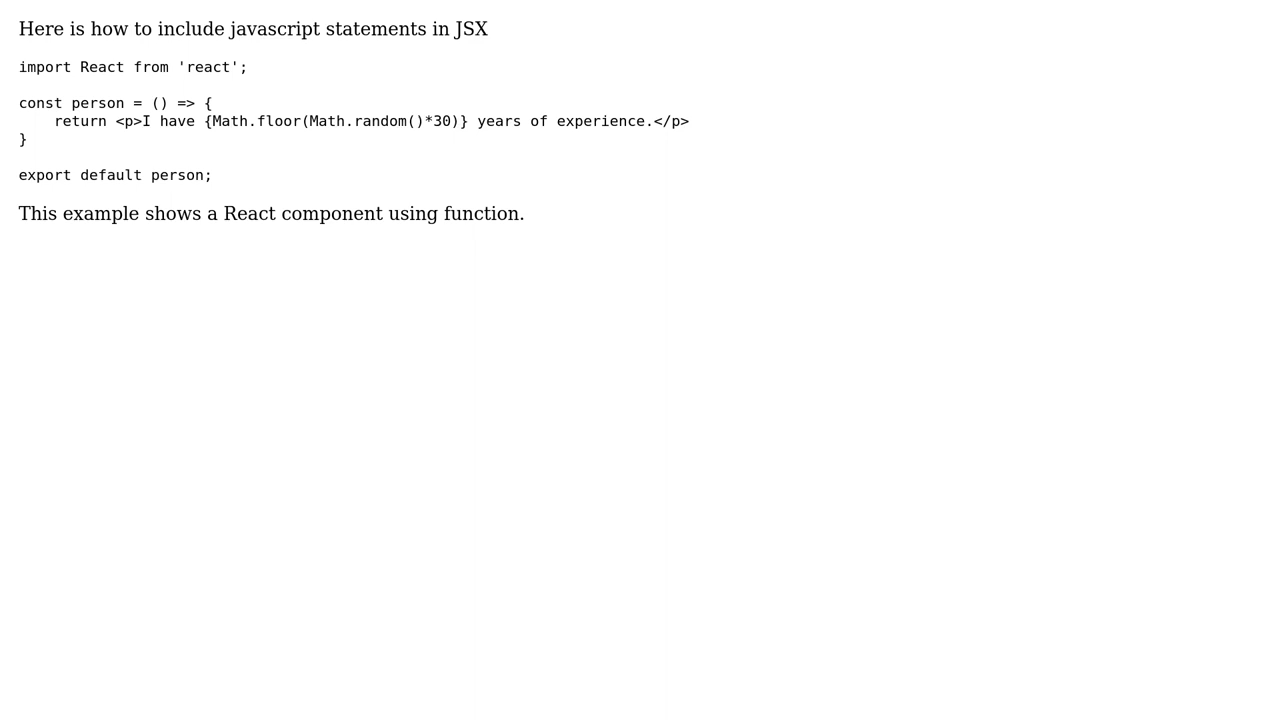 Here is how to include javascript statements in JSX
import React from 'react';
const person = () => {
    return <p>I have {Math.floor(Math.random()*30)} years of experience.</p>
}
export default person;
This example shows a React component using function.